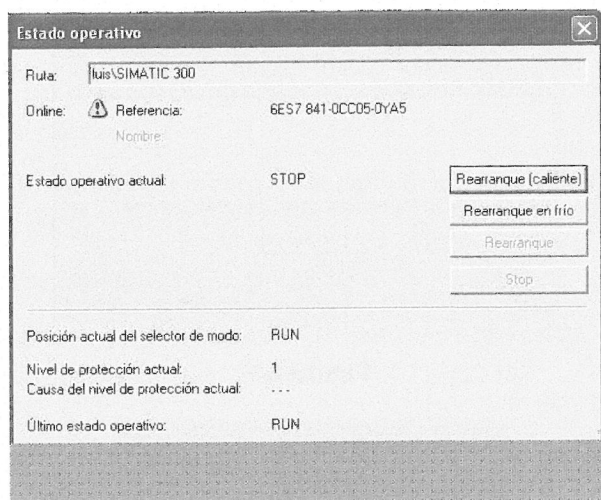 Estado operativo
Ruta: luis\SIMATIC 300
Online: Referencia: 6ES7 841-0CC05-0YA5
Nombre:
Estado operativo actual: STOP
Rearranque (caliente)
Rearranque en frío
Rearranque
Stop
Posición actual del selector de modo: RUN
Nivel de protección actual: 1
Causa del nivel de protección actual: ...
Último estado operativo: RUN